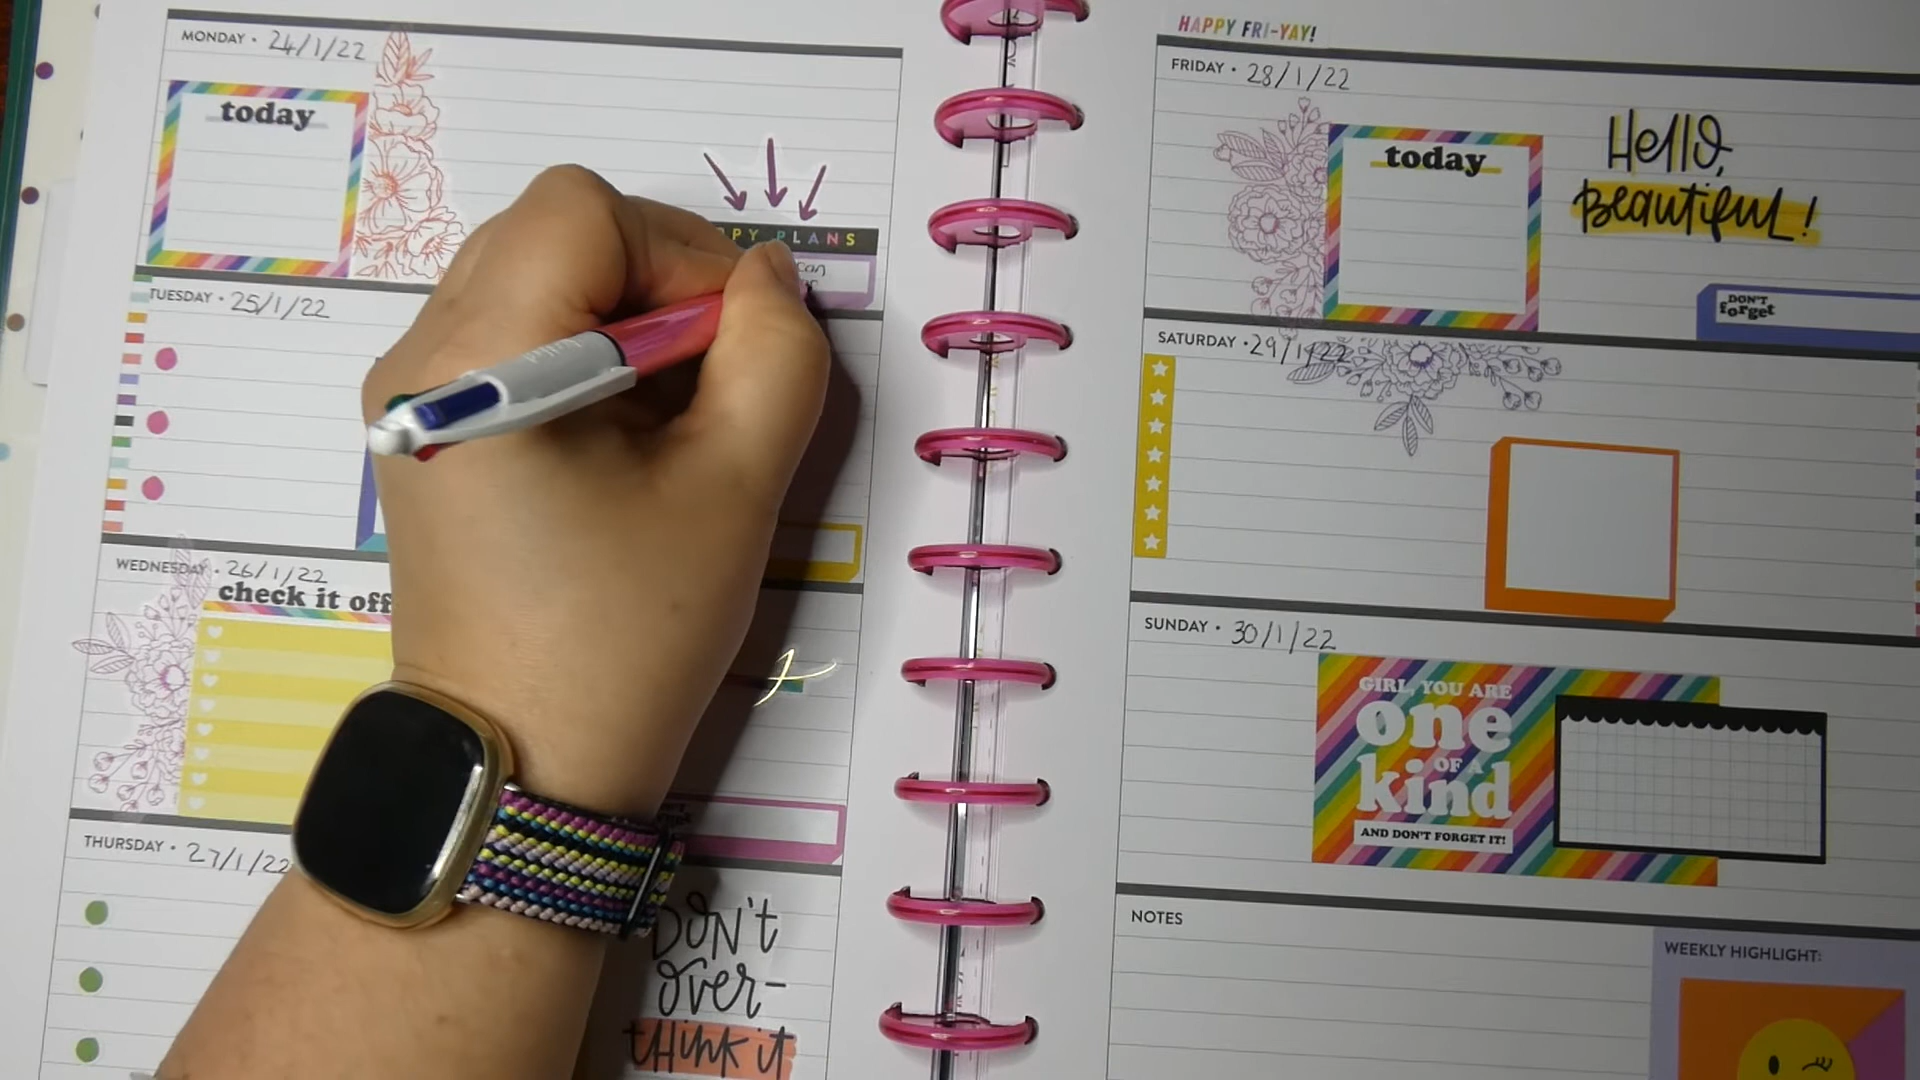 MONDAY • 24/1/22
today
PPY PLANS
can
TUESDAY • 25/1/22
WEDNESDAY • 26/1/22
check it off
THURSDAY • 27/1/22
DON'T
over-
think it
HAPPY FRI-YAY!
FRIDAY • 28/1/22
today
Hello,
Beautiful!
DON'T
forget
SATURDAY • 29/1/22
SUNDAY • 30/1/22
GIRL, YOU ARE
one
OF A
kind
AND DON'T FORGET IT!
NOTES
WEEKLY HIGHLIGHT: